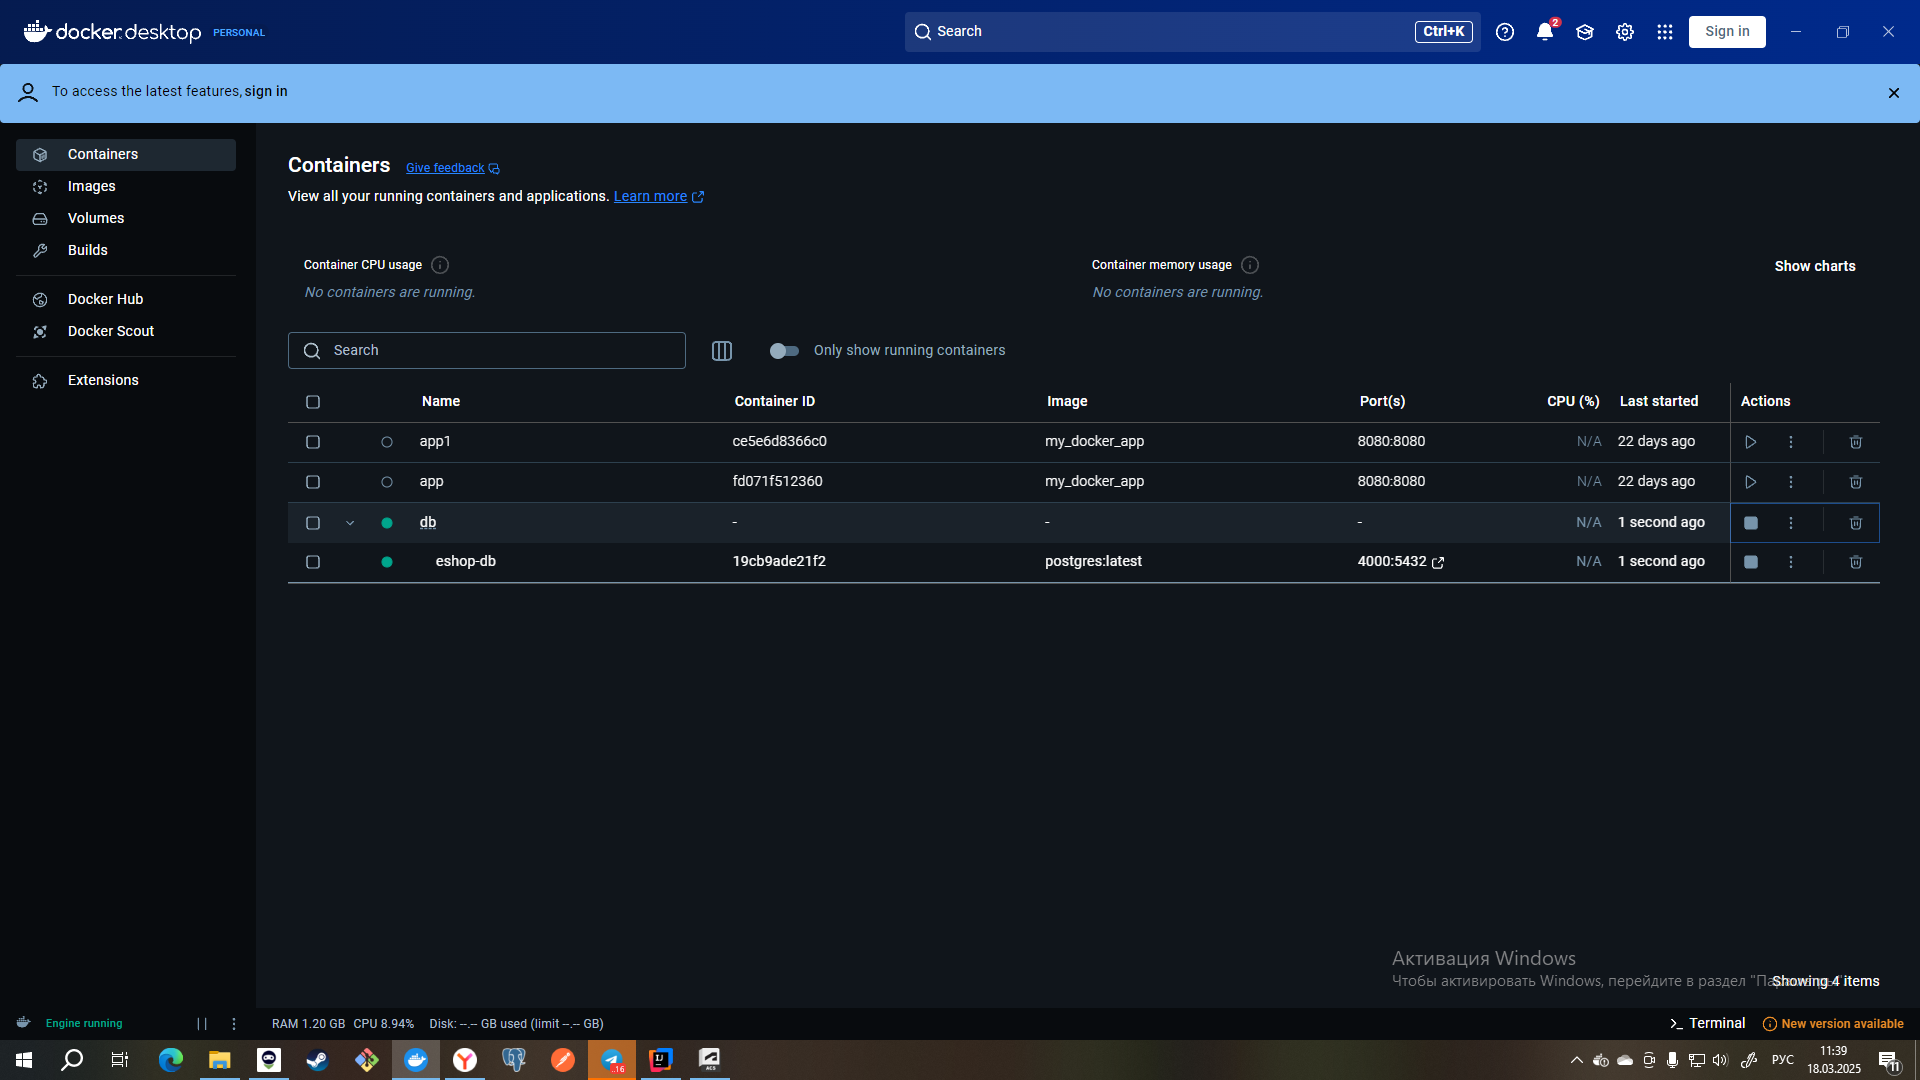 docker.desktop PERSONAL
Search Ctrl+K
2
Sign in
To access the latest features, sign in
Containers
Images
Volumes
Builds
Docker Hub
Docker Scout
Extensions
Containers Give feedback
View all your running containers and applications. Learn more
Container CPU usage
No containers are running.
Container memory usage
No containers are running.
Show charts
Search
Only show running containers
Name Container ID Image Port(s) CPU (%) Last started Actions
app1 ce5e6d8366c0 my_docker_app 8080:8080 N/A 22 days ago
app fd071f512360 my_docker_app 8080:8080 N/A 22 days ago
db - - - N/A 1 second ago
eshop-db 19cb9ade21f2 postgres:latest 4000:5432 N/A 1 second ago
Активация Windows
Чтобы активировать Windows, перейдите в раздел
Showing 4 items
Engine running
RAM 1.20 GB CPU 8.94% Disk: --.-- GB used (limit --.-- GB)
Terminal
New version available
16
IJ
ACS
РУС
11:39
18.03.2025
11